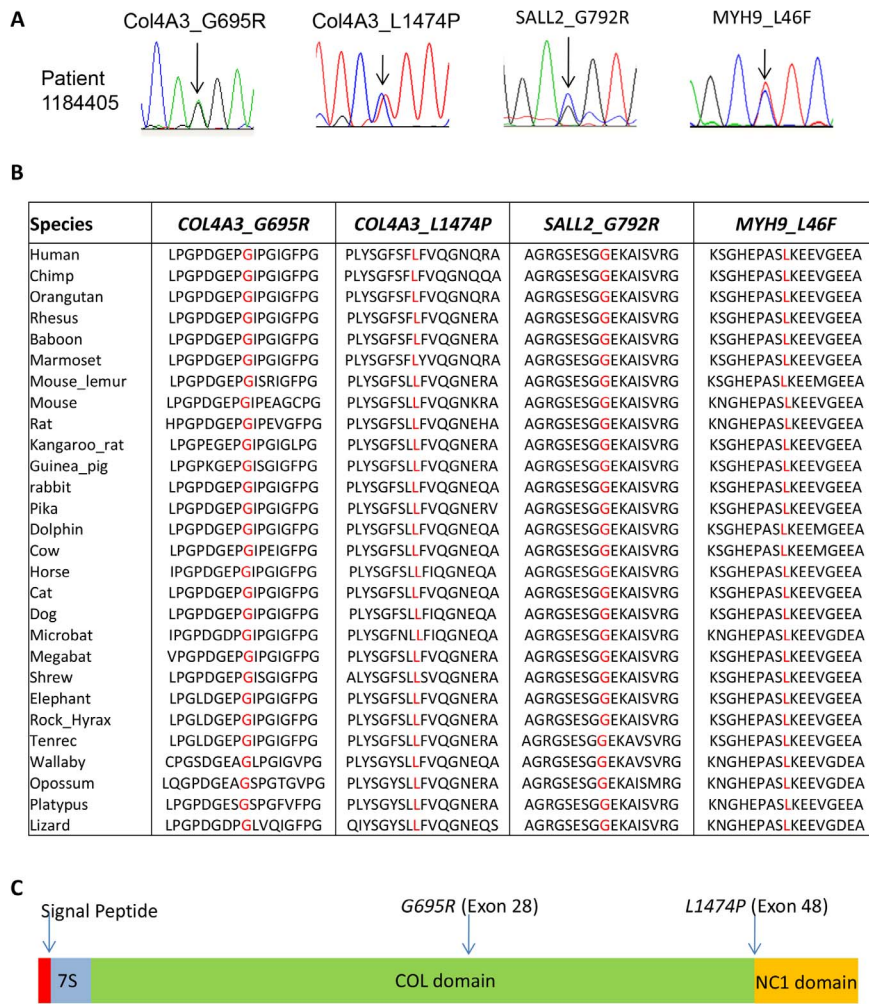 A
Col4A3_G695R Col4A3_L1474P SALL2_G792R MYH9_L46F
Patient
1184405
B
Species COL4A3_G695R COL4A3_L1474P SALL2_G792R MYH9_L46F
Human LPGPDGEPGIPGIGFPG PLYSGFSFLFVQGNQRA AGRGSESGGEKAISVRG KSGHEPASLKEEVGEEA
Chimp LPGPDGEPGIPGIGFPG PLYSGFSFLFVQGNQQA AGRGSESGGEKAISVRG KSGHEPASLKEEVGEEA
Orangutan LPGPDGEPGIPGIGFPG PLYSGFSFLFVQGNQRA AGRGSESGGEKAISVRG KSGHEPASLKEEVGEEA
Rhesus LPGPDGEPGIPGIGFPG PLYSGFSFLFVQGNERA AGRGSESGGEKAISVRG KSGHEPASLKEEVGEEA
Baboon LPGPDGEPGIPGIGFPG PLYSGFSFLFVQGNERA AGRGSESGGEKAISVRG KSGHEPASLKEEVGEEA
Marmoset LPGPDGEPGIPGIGFPG PLYSGFSFLYVQGNQRA AGRGSESGGEKAISVRG KSGHEPASLKEEVGEEA
Mouse_lemur LPGPDGEPGISRIGFPG PLYSGFSLLFVQGNERA AGRGSESGGEKAISVRG KSGHEPASLKEEMGEEA
Mouse LPGPDGEPGIPEAGCPG PLYSGFSLLFVQGNKRA AGRGSESGGEKAISVRG KNGHEPASLKEEVGEEA
Rat HPGPDGEPGIPEVGFPG PLYSGFSLLFVQGNEHA AGRGSESGGEKAISVRG KNGHEPASLKEEVGEEA
Kangaroo_rat LPGPEGEPGIPGIGLPG PLYSGFSLLFVQGNERA AGRGSESGGEKAISVRG KSGHEPASLKEEVGEEA
Guinea_pig LPGPKGEPGISGIGFPG PLYSGFSLLFVQGNERA AGRGSESGGEKAISVRG KSGHEPASLKEEVGEEA
rabbit LPGPDGEPGIPGIGFPG PLYSGFSLLFVQGNEQA AGRGSESGGEKAISVRG KSGHEPASLKEEVGEEA
Pika LPGPDGEPGIPGIGFPG PLYSGFSLLFVQGNERV AGRGSESGGEKAISVRG KSGHEPASLKEEVGEEA
Dolphin LPGPDGEPGIPGIGFPG PLYSGFSLLFVQGNEQA AGRGSESGGEKAISVRG KSGHEPASLKEEMGEEA
Cow LPGPDGEPGIPEIGFPG PLYSGFSLLFVQGNEQA AGRGSESGGEKAISVRG KSGHEPASLKEEMGEEA
Horse IPGPDGEPGIPGIGFPG PLYSGFSLLFIQGNEQA AGRGSESGGEKAISVRG KSGHEPASLKEEVGEEA
Cat LPGPDGEPGIPGIGFPG PLYSGFSLLFVQGNEQA AGRGSESGGEKAISVRG KSGHEPASLKEEVGEEA
Dog LPGPDGEPGIPGIGFPG PLYSGFSLLFIQGNEQA AGRGSESGGEKAISVRG KSGHEPASLKEEVGEEA
Microbat IPGPDGDPGIPGIGFPG PLYSGFNLLFIQGNEQA AGRGSESGGEKAISVRG KNGHEPASLKEEVGDEA
Megabat VPGPDGEPGIPGIGFPG PLYSGFSLLFVQGNERA AGRGSESGGEKAISVRG KSGHEPASLKEEVGEEA
Shrew LPGPDGEPGISGIGFPG ALYSGFSLLSVQGNERA AGRGSESGGEKAISVRG KSGHEPASLKEEVGEEA
Elephant LPGLDGEPGIPGIGFPG PLYSGFSLLFVQGNERA AGRGSESGGEKAISVRG KSGHEPASLKEEVGEEA
Rock_Hyrax LPGLDGEPGIPGIGFPG PLYSGFSLLFVQGNERA AGRGSESGGEKAISVRG KSGHEPASLKEEVGEEA
Tenrec LPGLDGEPGIPGIGFPG PLYSGFSLLFVQGNERA AGRGSESGGEKAVSVRG KSGHEPASLKEEVGEEA
Wallaby CPGSDGEAGLPGIGVPG PLYSGYSLLFVQGNEQA AGRGSESGGEKAVSVRG KNGHEPASLKEEVGDEA
Opossum LQGPDGEAGSPGTGVPG PLYSGYSLLFVQGNERA AGRGSESGGEKAISMRG KNGHEPASLKEEVGDEA
Platypus LPGPDGESGSPGFVFPG PLYSGYSLLFVQGNERA AGRGSESGGEKAISVRG KNGHEPASLKEEVGEEA
Lizard LPGPDGDPGLVQIGFPG QIYSGYSLLFVQGNEQS AGRGSESGGEKAISVRG KNGHEPASLKEEVGDEA
C
Signal Peptide G695R (Exon 28) L1474P (Exon 48)
7S COL domain NC1 domain